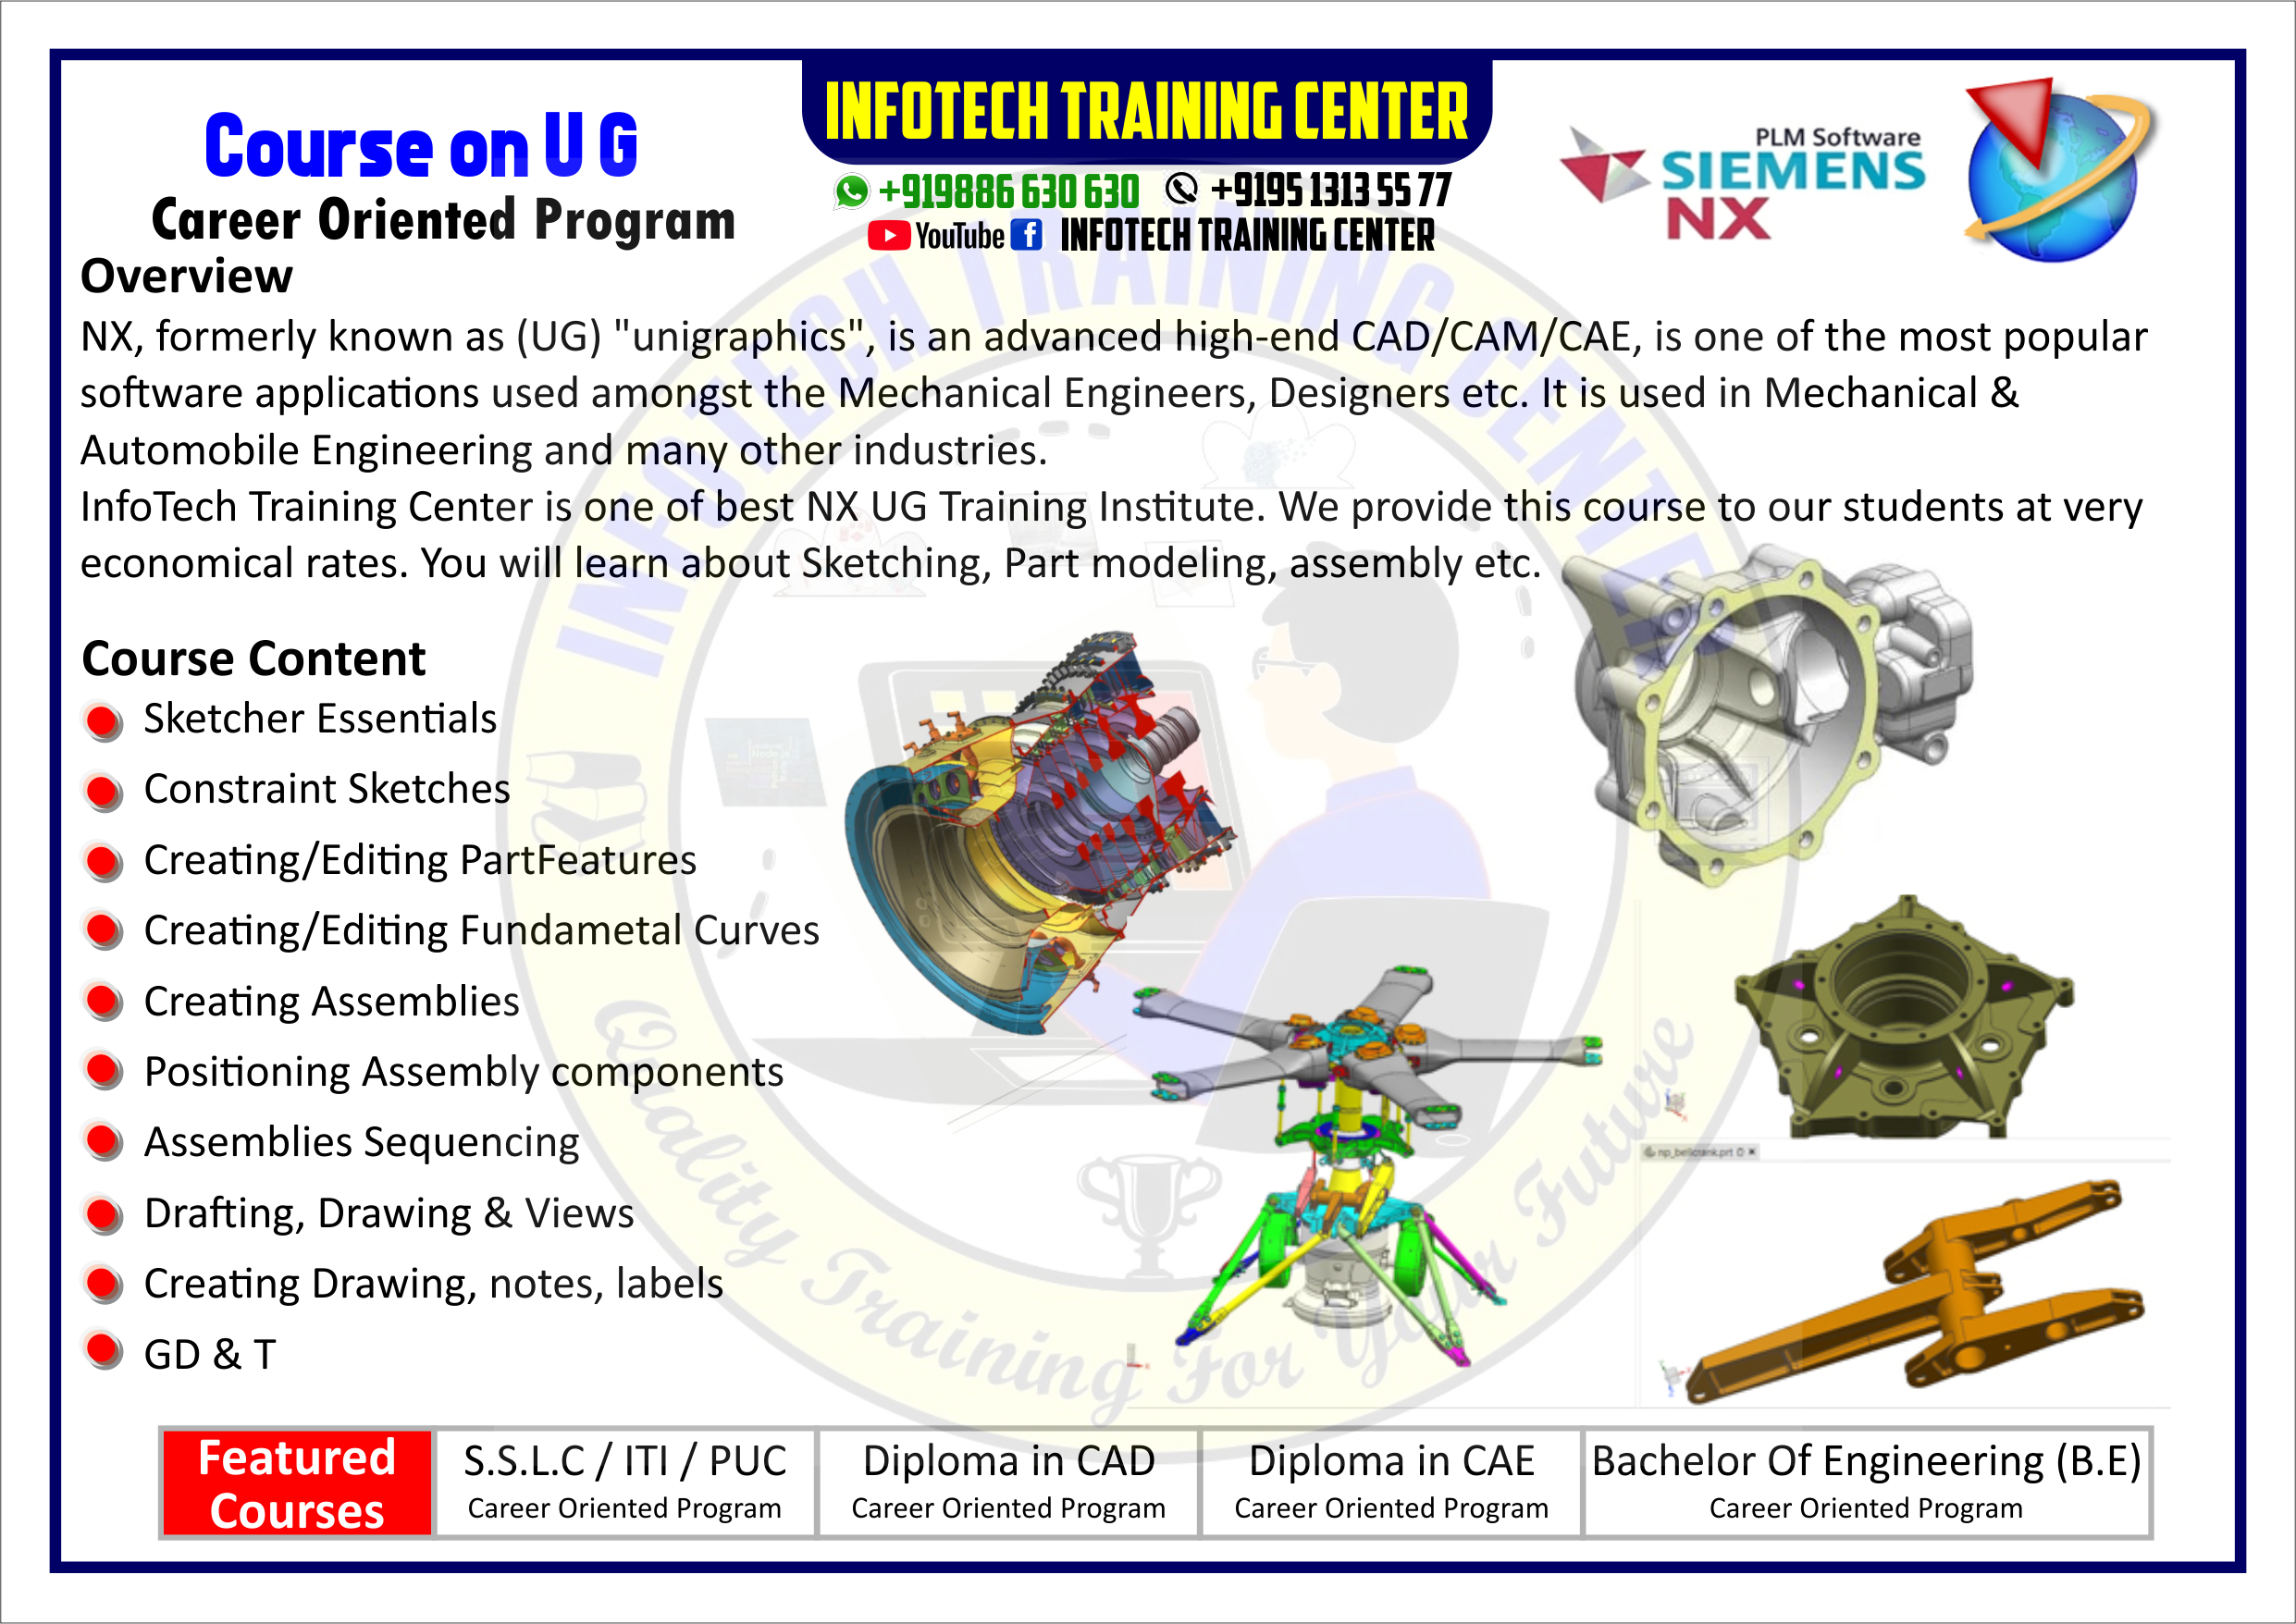 INFOTECH TRAINING CENTER
Course on U G
Career Oriented Program
+919886 630 630 +9195 1313 55 77
YouTube f INFOTECH TRAINING CENTER
PLM Software
SIEMENS
NX
Overview
NX, formerly known as (UG) "unigraphics", is an advanced high-end CAD/CAM/CAE, is one of the most popular
software applications used amongst the Mechanical Engineers, Designers etc. It is used in Mechanical &
Automobile Engineering and many other industries.
InfoTech Training Center is one of best NX UG Training Institute. We provide this course to our students at very
economical rates. You will learn about Sketching, Part modeling, assembly etc.
Course Content
Sketcher Essentials
Constraint Sketches
Creating/Editing PartFeatures
Creating/Editing Fundametal Curves
Creating Assemblies
Positioning Assembly components
Assemblies Sequencing
Drafting, Drawing & Views
Creating Drawing, notes, labels
GD & T
INFOTECH TRAINING CENTER
Quality Training For Your Future
np_bellcrank.prt
Featured
Courses
S.S.L.C / ITI / PUC
Career Oriented Program
Diploma in CAD
Career Oriented Program
Diploma in CAE
Career Oriented Program
Bachelor Of Engineering (B.E)
Career Oriented Program